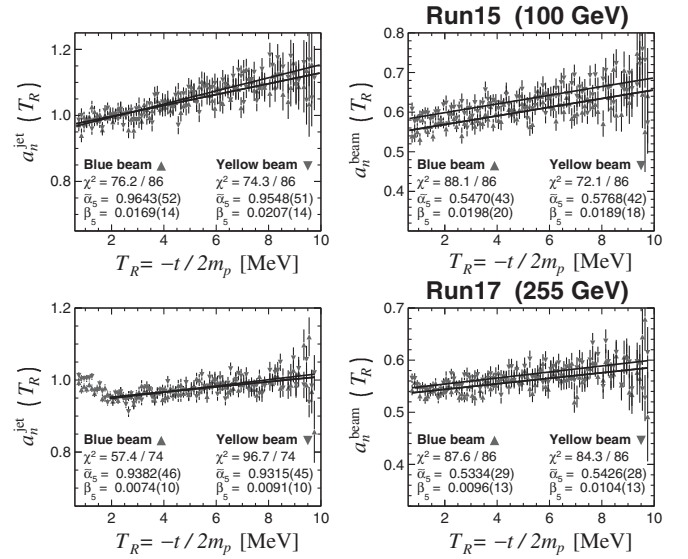 Run15 (100 GeV)
a_n^jet (T_R)
1.2
1.0
0.8
Blue beam ▲ Yellow beam ▼
χ² = 76.2 / 86 χ² = 74.3 / 86
α̃₅ = 0.9643(52) α̃₅ = 0.9548(51)
β₅ = 0.0169(14) β₅ = 0.0207(14)
2 4 6 8 10
T_R = −t / 2m_p [MeV]
a_n^beam (T_R)
0.8
0.7
0.6
0.5
0.4
Blue beam ▲ Yellow beam ▼
χ² = 88.1 / 86 χ² = 72.1 / 86
α̃₅ = 0.5470(43) α̃₅ = 0.5768(42)
β₅ = 0.0198(20) β₅ = 0.0189(18)
2 4 6 8 10
T_R = −t / 2m_p [MeV]
Run17 (255 GeV)
a_n^jet (T_R)
1.2
1.0
0.8
Blue beam ▲ Yellow beam ▼
χ² = 57.4 / 74 χ² = 96.7 / 74
α̃₅ = 0.9382(46) α̃₅ = 0.9315(45)
β₅ = 0.0074(10) β₅ = 0.0091(10)
2 4 6 8 10
T_R = −t / 2m_p [MeV]
a_n^beam (T_R)
0.7
0.6
0.5
0.4
Blue beam ▲ Yellow beam ▼
χ² = 87.6 / 86 χ² = 84.3 / 86
α̃₅ = 0.5334(29) α̃₅ = 0.5426(28)
β₅ = 0.0096(13) β₅ = 0.0104(13)
2 4 6 8 10
T_R = −t / 2m_p [MeV]